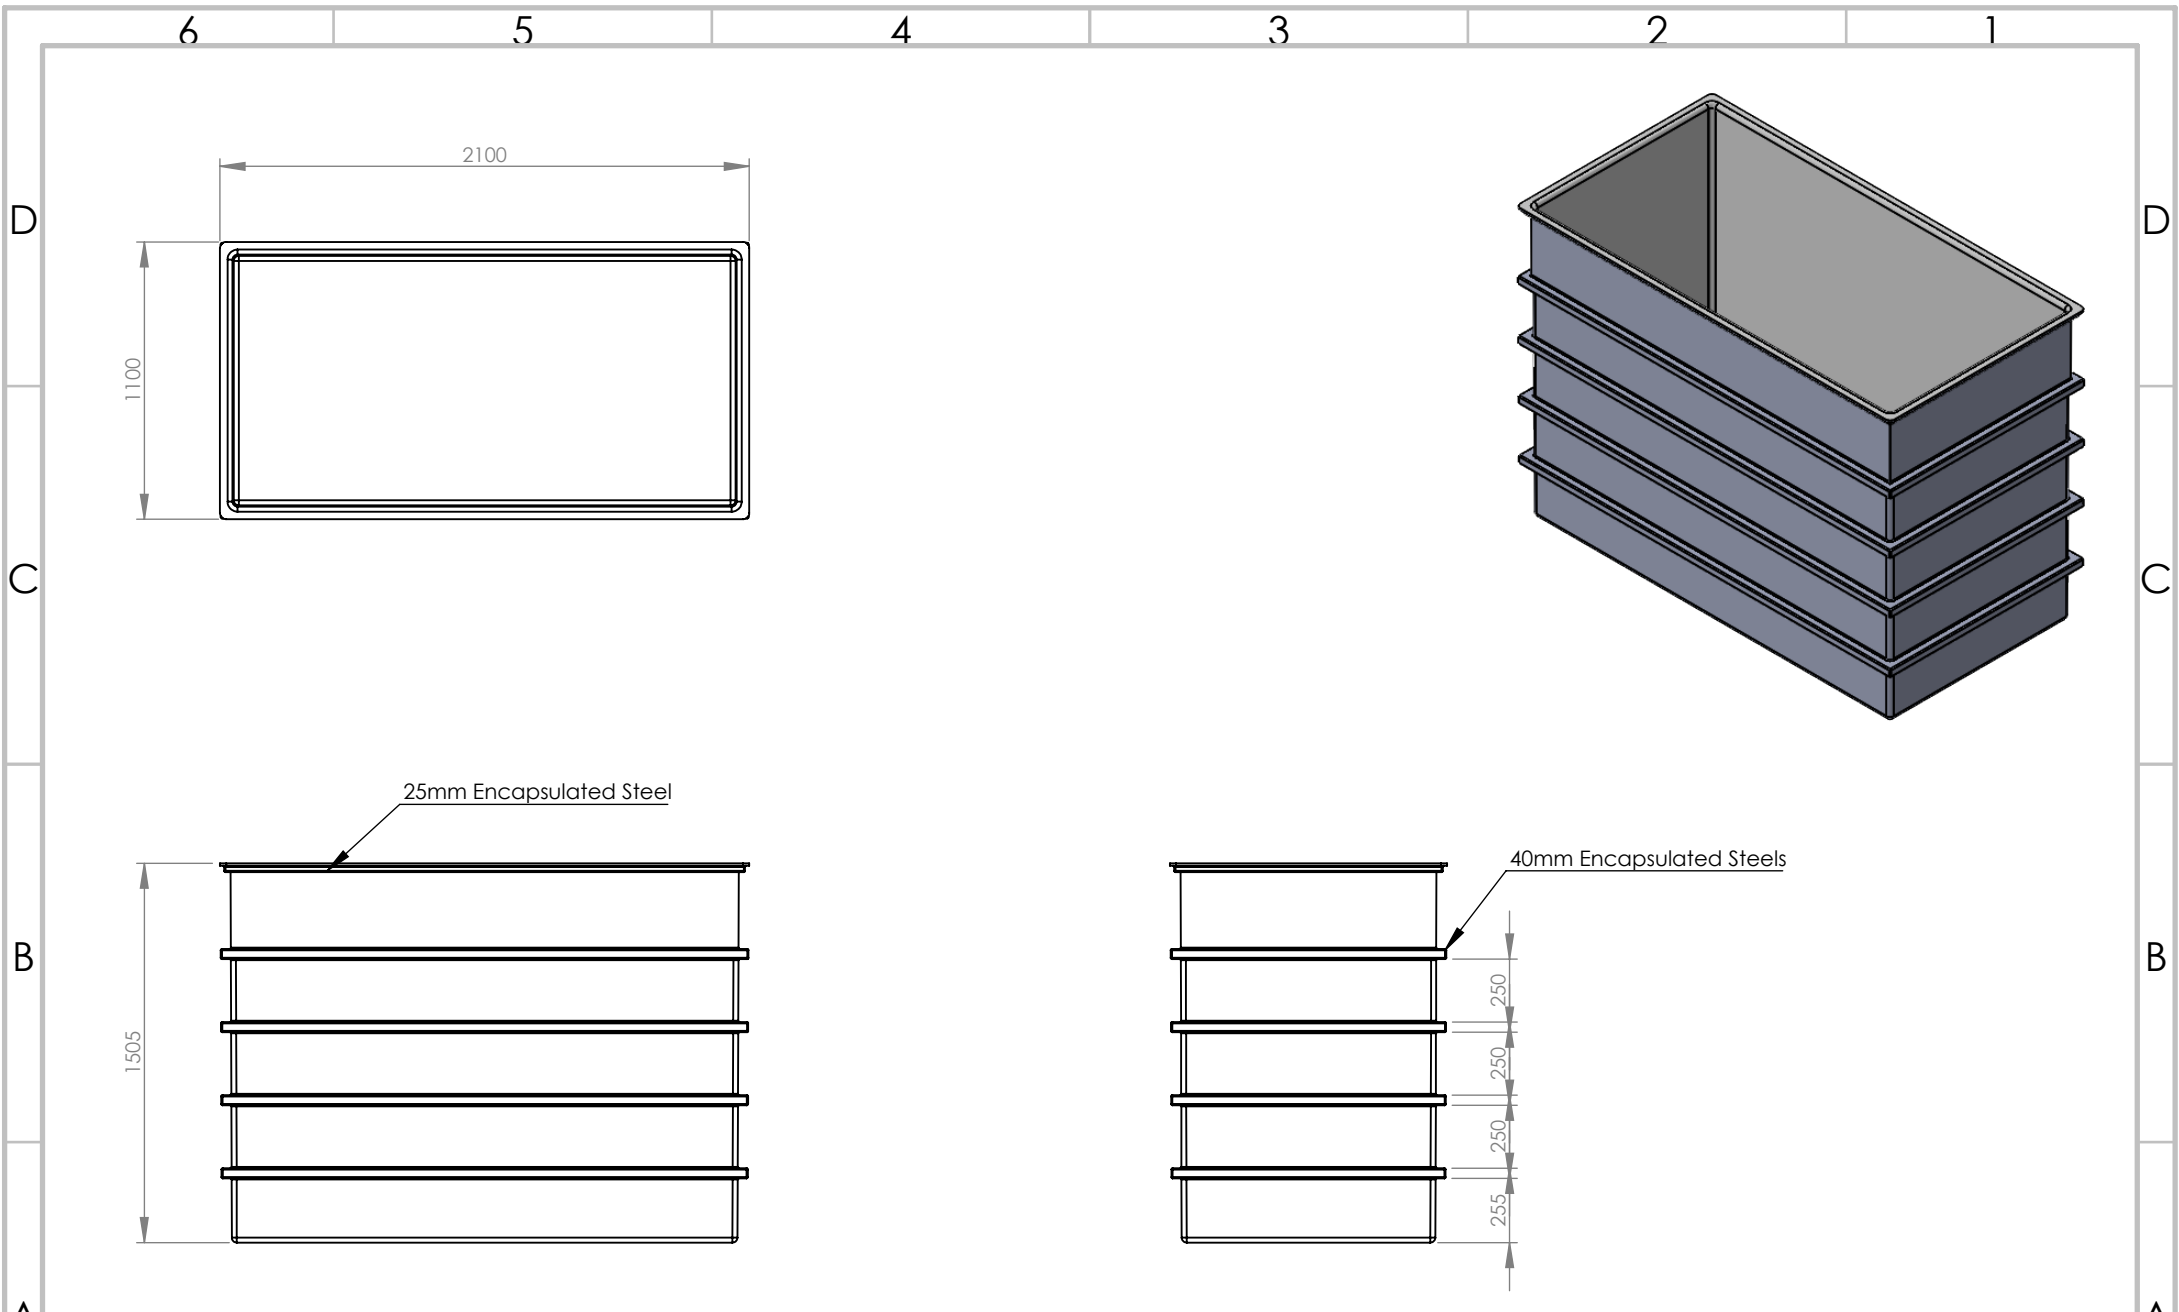 6 5 4 3 2 1
2100
D D
1100
C C
25mm Encapsulated Steel
40mm Encapsulated Steels
B B
250
1505
250
250
255
A A